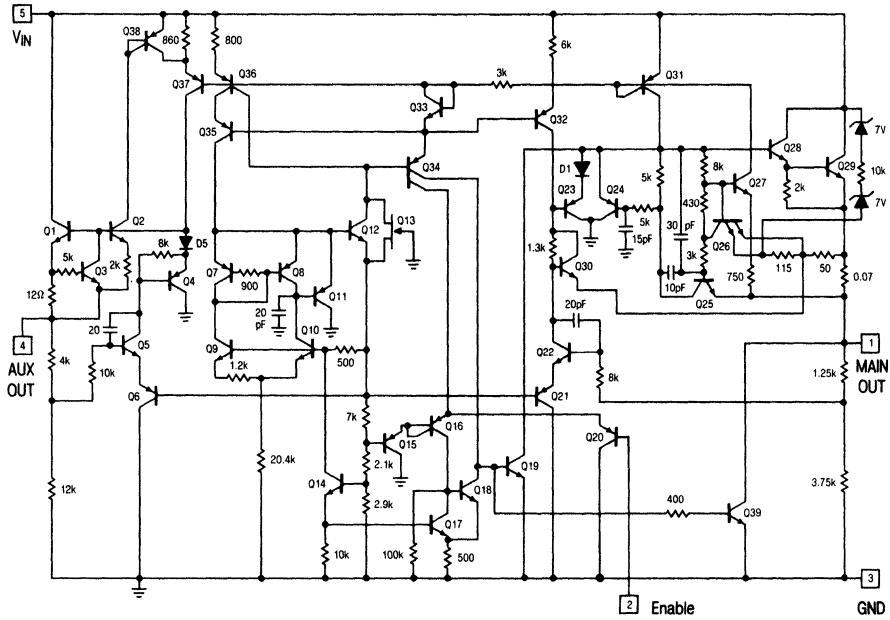 5
VIN
Q38
860
800
6k
Q37
Q36
Q33
3k
Q31
Q35
Q32
Q34
Q28
7V
Q29
10k
7V
D1
Q23
Q24
5k
8k
Q27
2k
430
5k
30 pF
15pF
Q26
Q1
Q2
D5
8k
5k
Q3
2k
Q4
12Ω
Q12
Q13
Q7
Q8
900
Q11
20 pF
1.3k
Q30
3k
10pF
Q25
750
115
50
0.07
4
AUX OUT
20
Q5
4k
10k
Q6
Q9
Q10
1.2k
500
20pF
Q22
Q21
8k
1
MAIN OUT
1.25k
12k
20.4k
7k
Q15
Q16
2.1k
Q14
2.9k
Q18
Q19
Q20
Q17
10k
100k
500
400
Q39
3.75k
2
Enable
3
GND